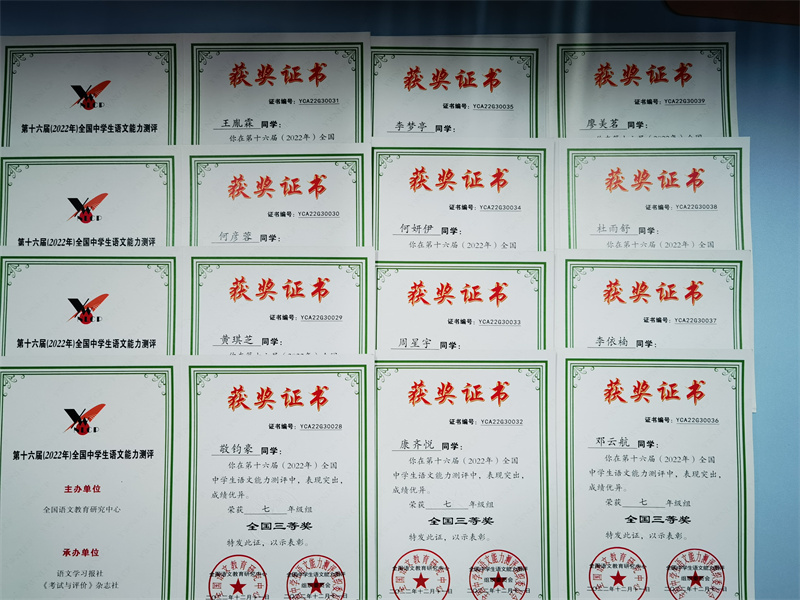 第十六届(2022年)全国中学生语文能力测评
获奖证书
证书编号：YCA22G30031
王胤霖 同学：
你在第十六届（2022年）全国
获奖证书
证书编号：YCA22G30035
李梦亭 同学：
获奖证书
证书编号：YCA22G30039
廖美茗 同学：
第十六届(2022年)全国中学生语文能力测评
获奖证书
证书编号：YCA22G30030
何彦蓉 同学：
获奖证书
证书编号：YCA22G30034
何妍伊 同学：
你在第十六届（2022年）全国
获奖证书
证书编号：YCA22G30038
杜雨舒 同学：
你在第十六届（2022年）全国
第十六届(2022年)全国中学生语文能力测评
获奖证书
证书编号：YCA22G30029
黄琪芝 同学：
获奖证书
证书编号：YCA22G30033
周星宇 同学：
获奖证书
证书编号：YCA22G30037
李依楠 同学：
第十六届(2022年)全国中学生语文能力测评
主办单位
全国语文教育研究中心
承办单位
语文学习报社
《考试与评价》杂志社
获奖证书
证书编号：YCA22G30028
敬钧豪 同学：
你在第十六届（2022年）全国
中学生语文能力测评中，表现突出，
成绩优异。
荣获 七 年级组
全国三等奖
特发此证，以示表彰。
获奖证书
证书编号：YCA22G30032
康齐悦 同学：
你在第十六届（2022年）全国
中学生语文能力测评中，表现突出，
成绩优异。
荣获 七 年级组
全国三等奖
特发此证，以示表彰。
获奖证书
证书编号：YCA22G30036
邓云航 同学：
你在第十六届（2022年）全国
中学生语文能力测评中，表现突出，
成绩优异。
荣获 七 年级组
全国三等奖
特发此证，以示表彰。